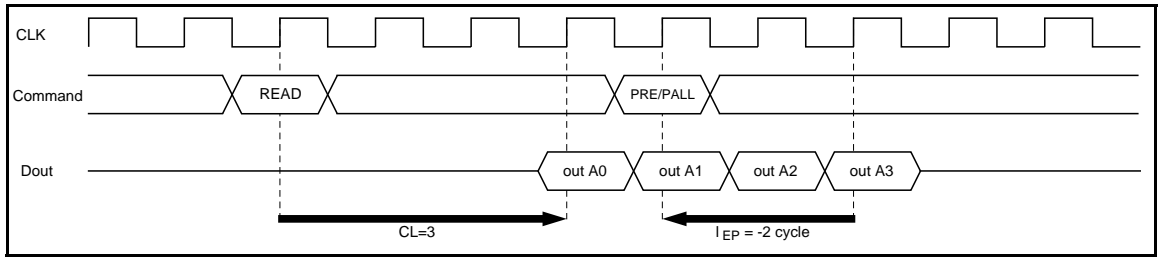 CLK
Command READ PRE/PALL
Dout out A0 out A1 out A2 out A3
CL=3 I EP = -2 cycle